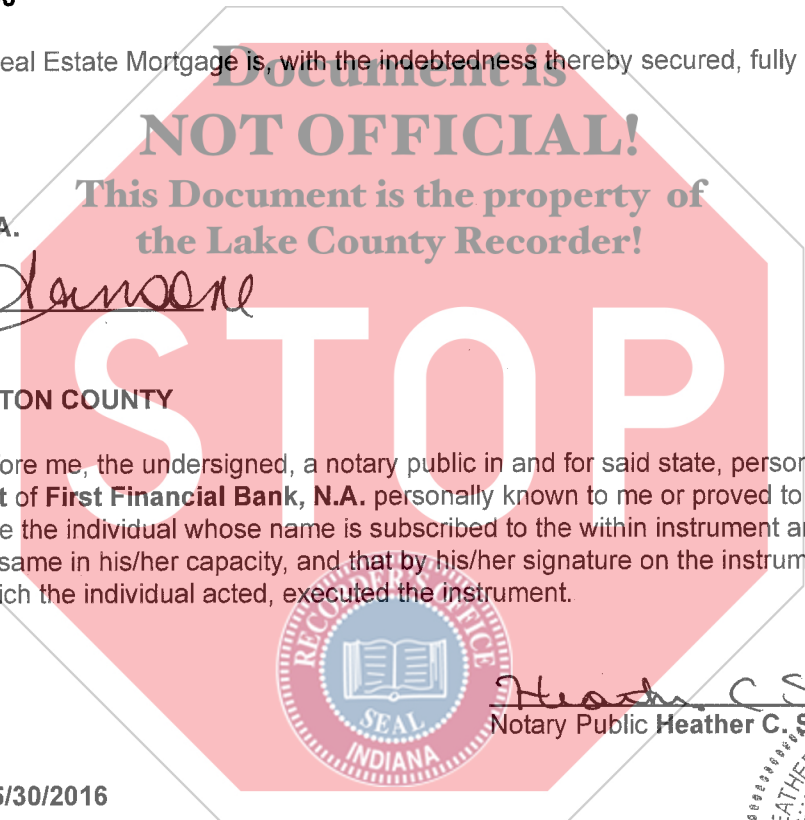 eal Estate Mortgage is, with the indebtedness thereby secured, fully
Document is
NOT OFFICIAL!
This Document is the property of
the Lake County Recorder!
A.
STOP
TON COUNTY
ore me, the undersigned, a notary public in and for said state, person
t of First Financial Bank, N.A. personally known to me or proved to
e the individual whose name is subscribed to the within instrument an
same in his/her capacity, and that by his/her signature on the instrum
ich the individual acted, executed the instrument.
RECORDER'S OFFICE
SEAL
INDIANA
Heather C S
Notary Public Heather C. S
EATHE
5/30/2016